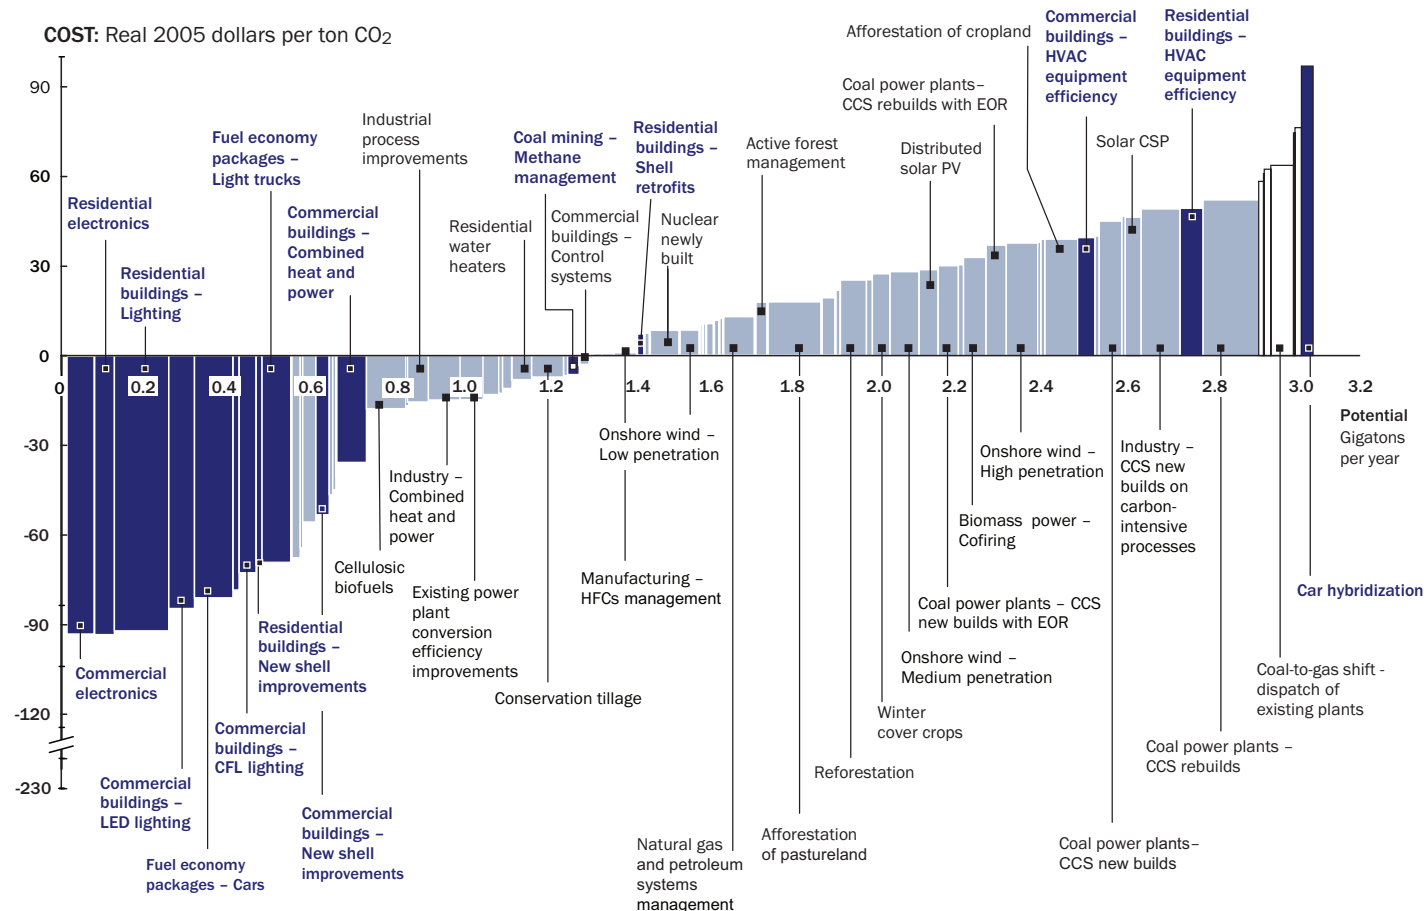 COST: Real 2005 dollars per ton CO2
90
60
30
0
-30
-60
-90
-120
-230
0
0.2
0.4
0.6
0.8
1.0
1.2
1.4
1.6
1.8
2.0
2.2
2.4
2.6
2.8
3.0
3.2
Potential
Gigatons
per year
Residential
electronics
Residential
buildings –
Lighting
Fuel economy
packages –
Light trucks
Commercial
buildings –
Combined
heat and
power
Industrial
process
improvements
Residential
water
heaters
Coal mining –
Methane
management
Commercial
buildings –
Control
systems
Residential
buildings –
Shell
retrofits
Nuclear
newly
built
Active forest
management
Distributed
solar PV
Coal power plants–
CCS rebuilds with EOR
Afforestation of cropland
Commercial
buildings –
HVAC
equipment
efficiency
Solar CSP
Residential
buildings –
HVAC
equipment
efficiency
Commercial
electronics
Commercial
buildings –
LED lighting
Fuel economy
packages – Cars
Commercial
buildings –
CFL lighting
Residential
buildings –
New shell
improvements
Commercial
buildings –
New shell
improvements
Cellulosic
biofuels
Industry –
Combined
heat and
power
Existing power
plant
conversion
efficiency
improvements
Conservation tillage
Manufacturing –
HFCs management
Onshore wind –
Low penetration
Natural gas
and petroleum
systems
management
Afforestation
of pastureland
Reforestation
Winter
cover crops
Onshore wind –
Medium penetration
Coal power plants – CCS
new builds with EOR
Biomass power –
Cofiring
Onshore wind –
High penetration
Coal power plants–
CCS new builds
Industry –
CCS new
builds on
carbon-
intensive
processes
Coal power plants –
CCS rebuilds
Coal-to-gas shift -
dispatch of
existing plants
Car hybridization